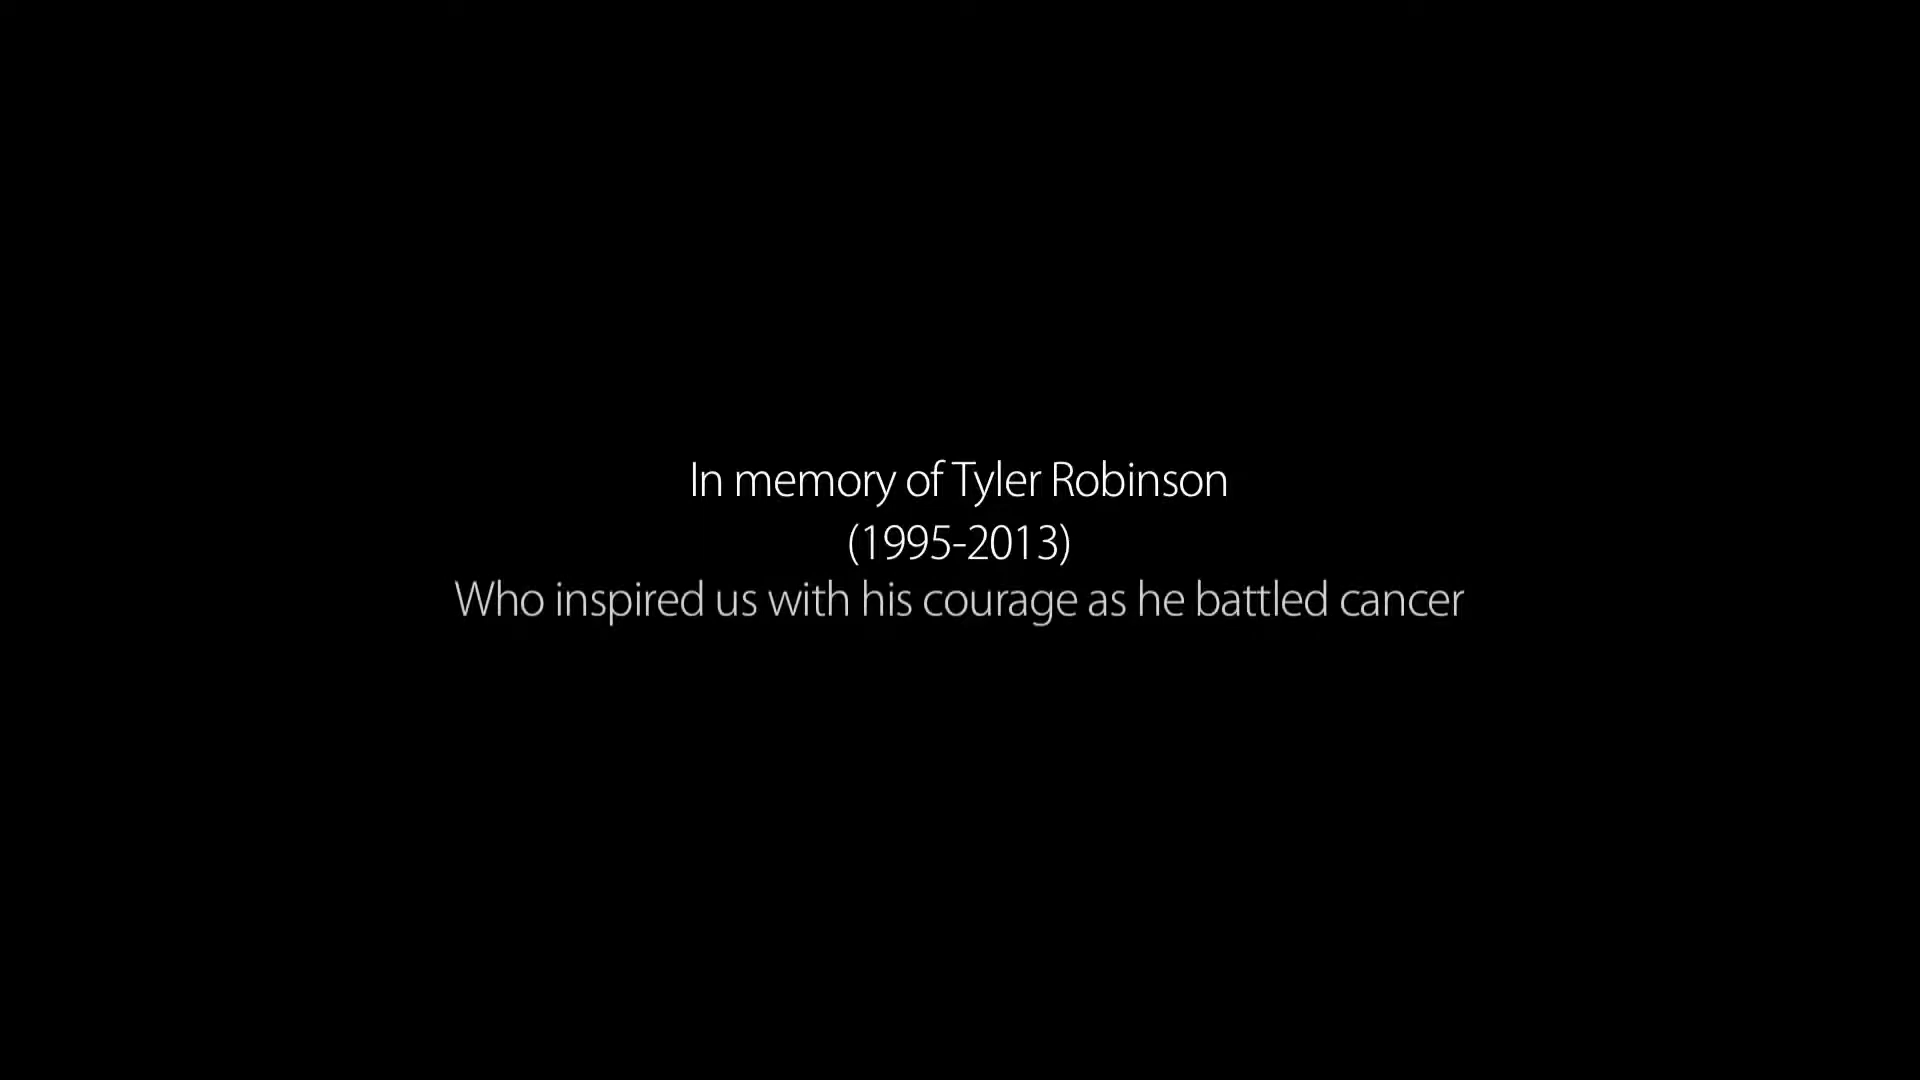 In memory of Tyler Robinson
(1995-2013)
Who inspired us with his courage as he battled cancer